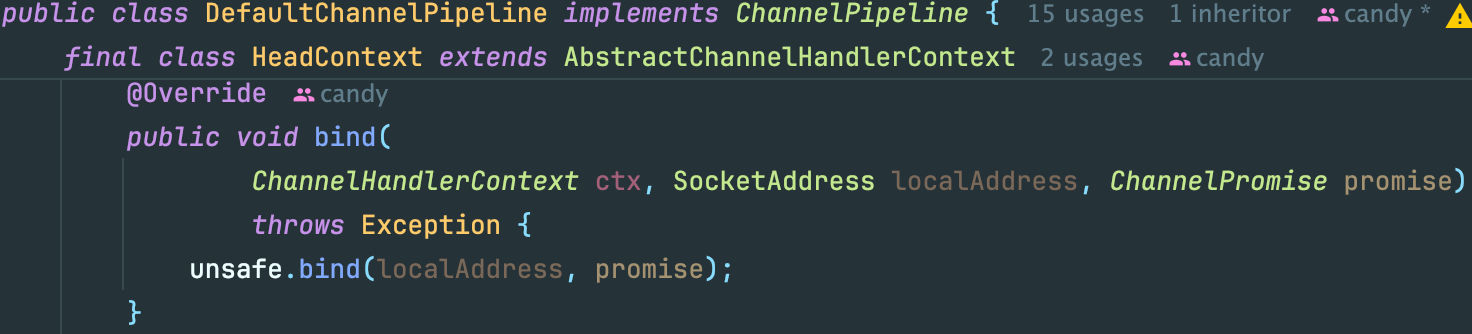 public class DefaultChannelPipeline implements ChannelPipeline { 15 usages 1 inheritor candy *
final class HeadContext extends AbstractChannelHandlerContext 2 usages candy
@Override candy
public void bind(
ChannelHandlerContext ctx, SocketAddress localAddress, ChannelPromise promise)
throws Exception {
unsafe.bind(localAddress, promise);
}